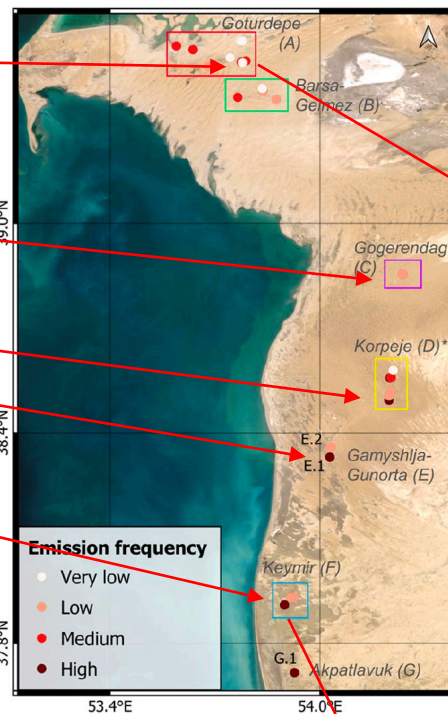 Goturdepe
(A)
Barsa-
Gelmez (B)
39.0°N
Gogerendag
(C)
Korpeje (D)*
38.4°N
E.2
E.1
Gamyshlja-
Gunorta (E)
Emission frequency
Very low
Low
Medium
High
Keymir (F)
37.8°N
G.1
Akpatlavuk (G)
53.4°E
54.0°E